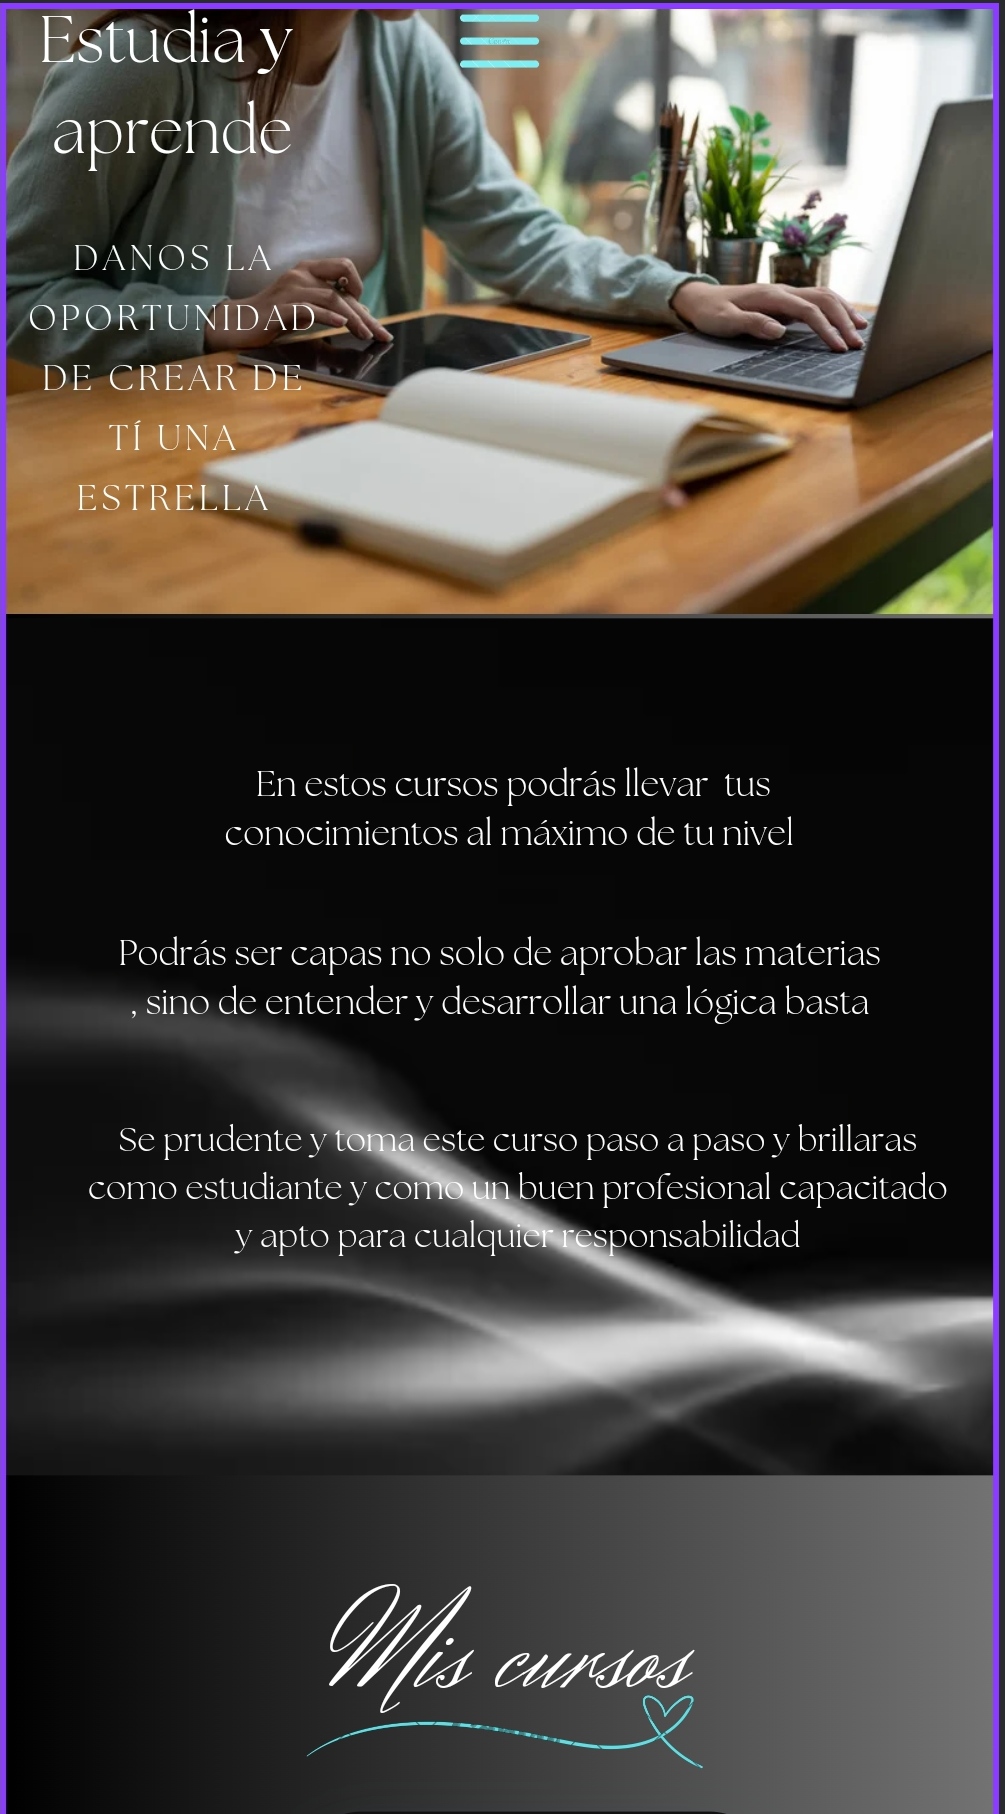 Estudia y
aprende
DANOS LA
OPORTUNIDAD
DE CREAR DE
TÍ UNA
ESTRELLA
En estos cursos podrás llevar  tus
conocimientos al máximo de tu nivel
Podrás ser capas no solo de aprobar las materias
, sino de entender y desarrollar una lógica basta
Se prudente y toma este curso paso a paso y brillaras
como estudiante y como un buen profesional capacitado
y apto para cualquier responsabilidad
Mis cursos